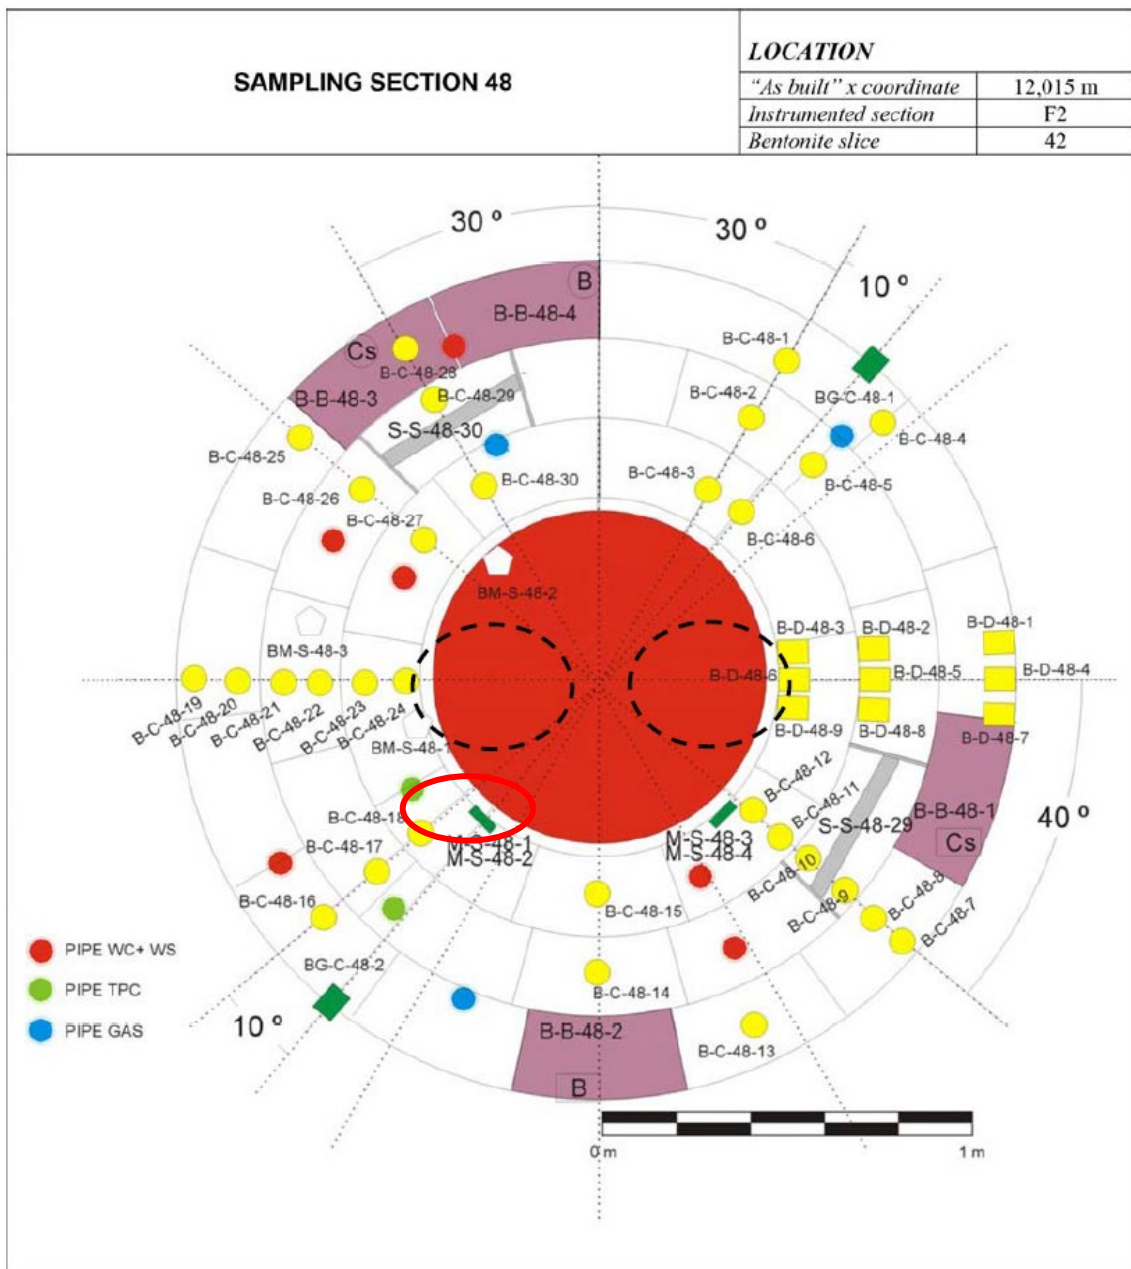 SAMPLING SECTION 48
LOCATION
"As built" x coordinate 12,015 m
Instrumented section F2
Bentonite slice 42
30 º
30 º
10 º
B
B-B-48-4
Cs
B-C-48-28
B-B-48-3
B-C-48-29
S-S-48-30
B-C-48-1
B-C-48-2
BG-C-48-1
B-C-48-4
B-C-48-25
B-C-48-26
B-C-48-30
B-C-48-3
B-C-48-5
B-C-48-27
B-C-48-6
BM-S-48-2
BM-S-48-3
B-D-48-3
B-D-48-2
B-D-48-1
B-D-48-6
B-D-48-5
B-D-48-4
B-C-48-19
B-C-48-20
B-C-48-21
B-C-48-22
B-C-48-23
B-C-48-24
BM-S-48-1
B-D-48-9
B-D-48-8
B-D-48-7
B-C-48-12
B-C-48-11
B-B-48-1
Cs
40 º
S-S-48-29
B-C-48-18
M-S-48-1
M-S-48-2
M-S-48-3
M-S-48-4
B-C-48-17
B-C-48-10
B-C-48-9
B-C-48-8
B-C-48-7
B-C-48-16
B-C-48-15
PIPE WC+ WS
PIPE TPC
PIPE GAS
BG-C-48-2
10 º
B-C-48-14
B-B-48-2
B-C-48-13
B
0 m
1 m